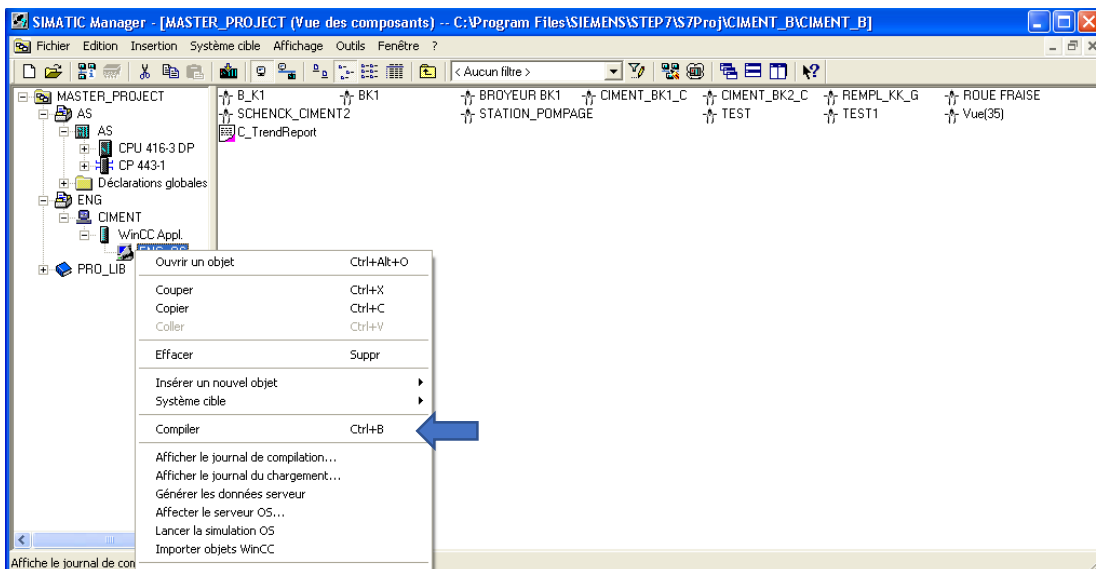 SIMATIC Manager - [MASTER_PROJECT (Vue des composants) -- C:\Program Files\SIEMENS\STEP7\S7Proj\CIMENT_B\CIMENT_B]
Fichier Edition Insertion Système cible Affichage Outils Fenêtre ?
< Aucun filtre >
MASTER_PROJECT
AS
AS
CPU 416-3 DP
CP 443-1
Déclarations globales
ENG
CIMENT
WinCC Appl.
PRO_LIB
B_K1 BK1 BROYEUR BK1 CIMENT_BK1_C CIMENT_BK2_C REMPL_KK_G ROUE FRAISE
SCHENCK_CIMENT2 STATION_POMPAGE TEST TEST1 Vue(35)
C_TrendReport
Ouvrir un objet Ctrl+Alt+O
Couper Ctrl+X
Copier Ctrl+C
Coller Ctrl+V
Effacer Suppr
Insérer un nouvel objet
Système cible
Compiler Ctrl+B
Afficher le journal de compilation...
Afficher le journal du chargement...
Générer les données serveur
Affecter le serveur OS...
Lancer la simulation OS
Importer objets WinCC
Affiche le journal de con